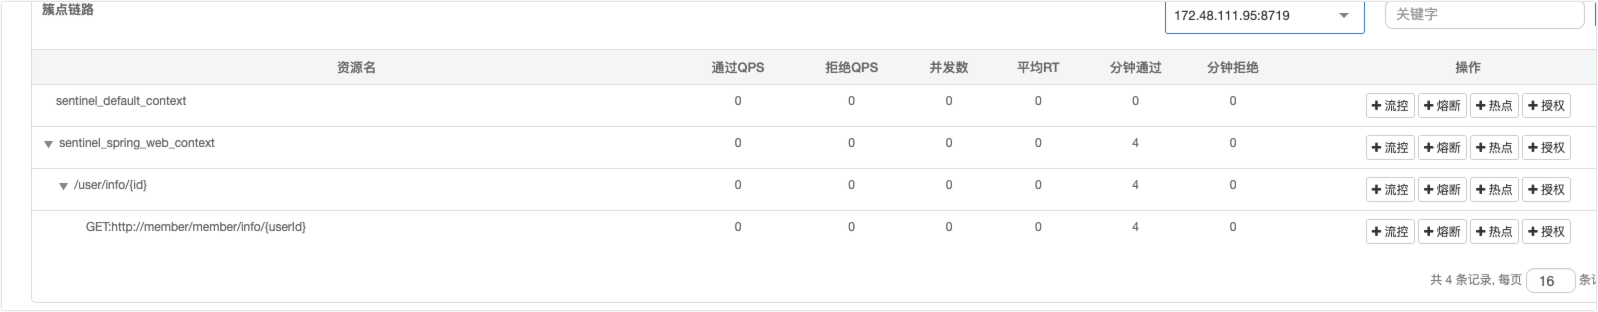 簇点链路
172.48.111.95:8719 关键字
资源名 通过QPS 拒绝QPS 并发数 平均RT 分钟通过 分钟拒绝 操作
sentinel_default_context 0 0 0 0 0 0 +流控 +熔断 +热点 +授权
sentinel_spring_web_context 0 0 0 0 4 0 +流控 +熔断 +热点 +授权
/user/info/{id} 0 0 0 0 4 0 +流控 +熔断 +热点 +授权
GET:http://member/member/info/{userId} 0 0 0 0 4 0 +流控 +熔断 +热点 +授权
共 4 条记录, 每页 16 条记